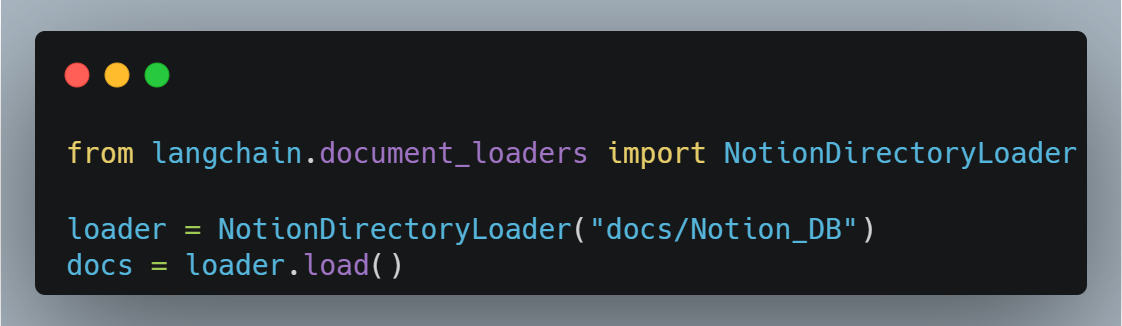 from langchain.document_loaders import NotionDirectoryLoader
loader = NotionDirectoryLoader("docs/Notion_DB")
docs = loader.load()